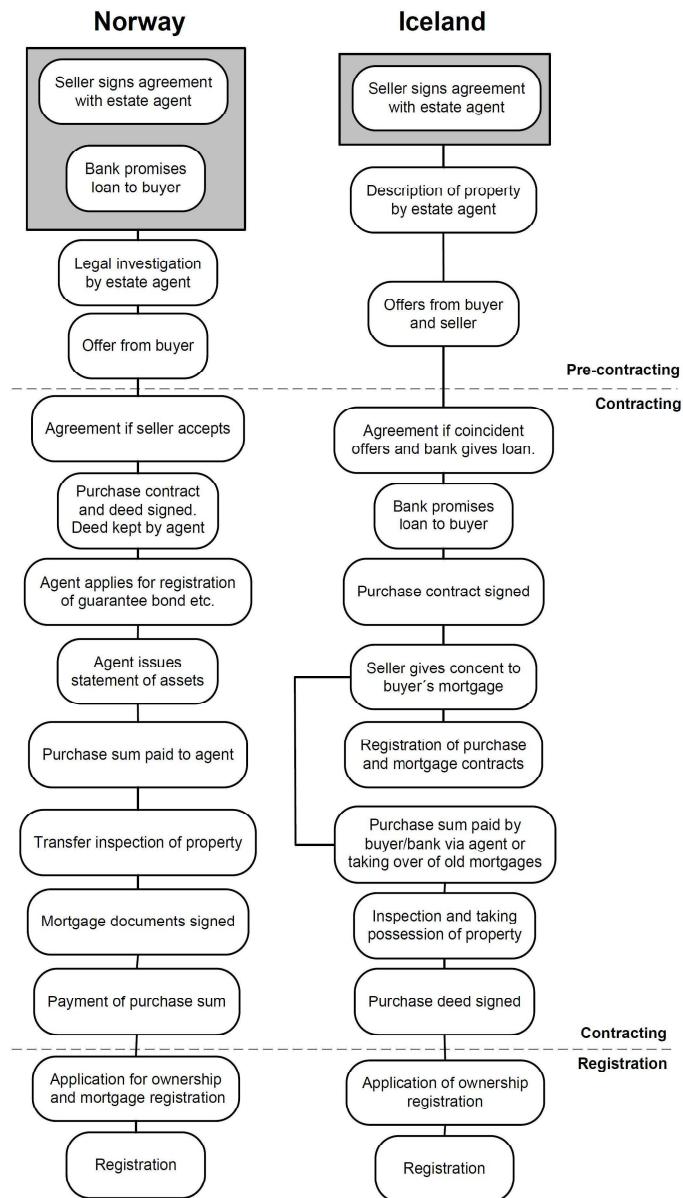 Norway
Seller signs agreement
with estate agent
Bank promises
loan to buyer
Legal investigation
by estate agent
Offer from buyer
Agreement if seller accepts
Purchase contract
and deed signed.
Deed kept by agent
Agent applies for registration
of guarantee bond etc.
Agent issues
statement of assets
Purchase sum paid to agent
Transfer inspection of property
Mortgage documents signed
Payment of purchase sum
Application for ownership
and mortgage registration
Registration
Iceland
Seller signs agreement
with estate agent
Description of property
by estate agent
Offers from buyer
and seller
Agreement if coincident
offers and bank gives loan.
Bank promises
loan to buyer
Purchase contract signed
Seller gives concent to
buyer´s mortgage
Registration of purchase
and mortgage contracts
Purchase sum paid by
buyer/bank via agent or
taking over of old mortgages
Inspection and taking
possession of property
Purchase deed signed
Application of ownership
registration
Registration
Pre-contracting
Contracting
Contracting
Registration